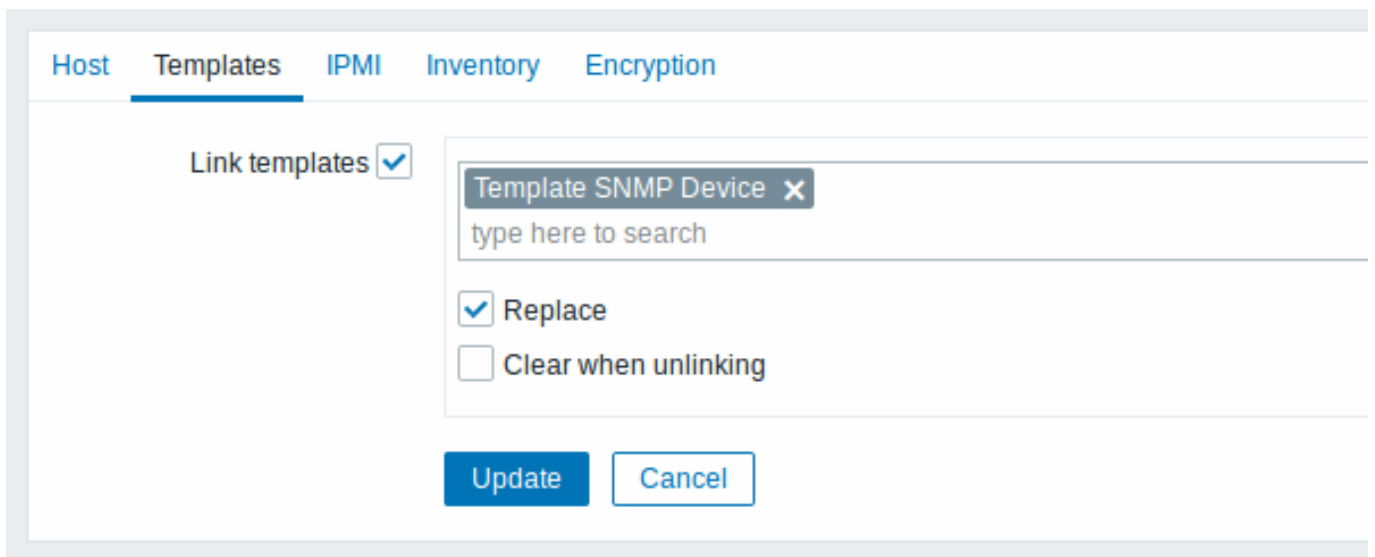 Host Templates IPMI Inventory Encryption
Link templates
Template SNMP Device
type here to search
Replace
Clear when unlinking
Update Cancel